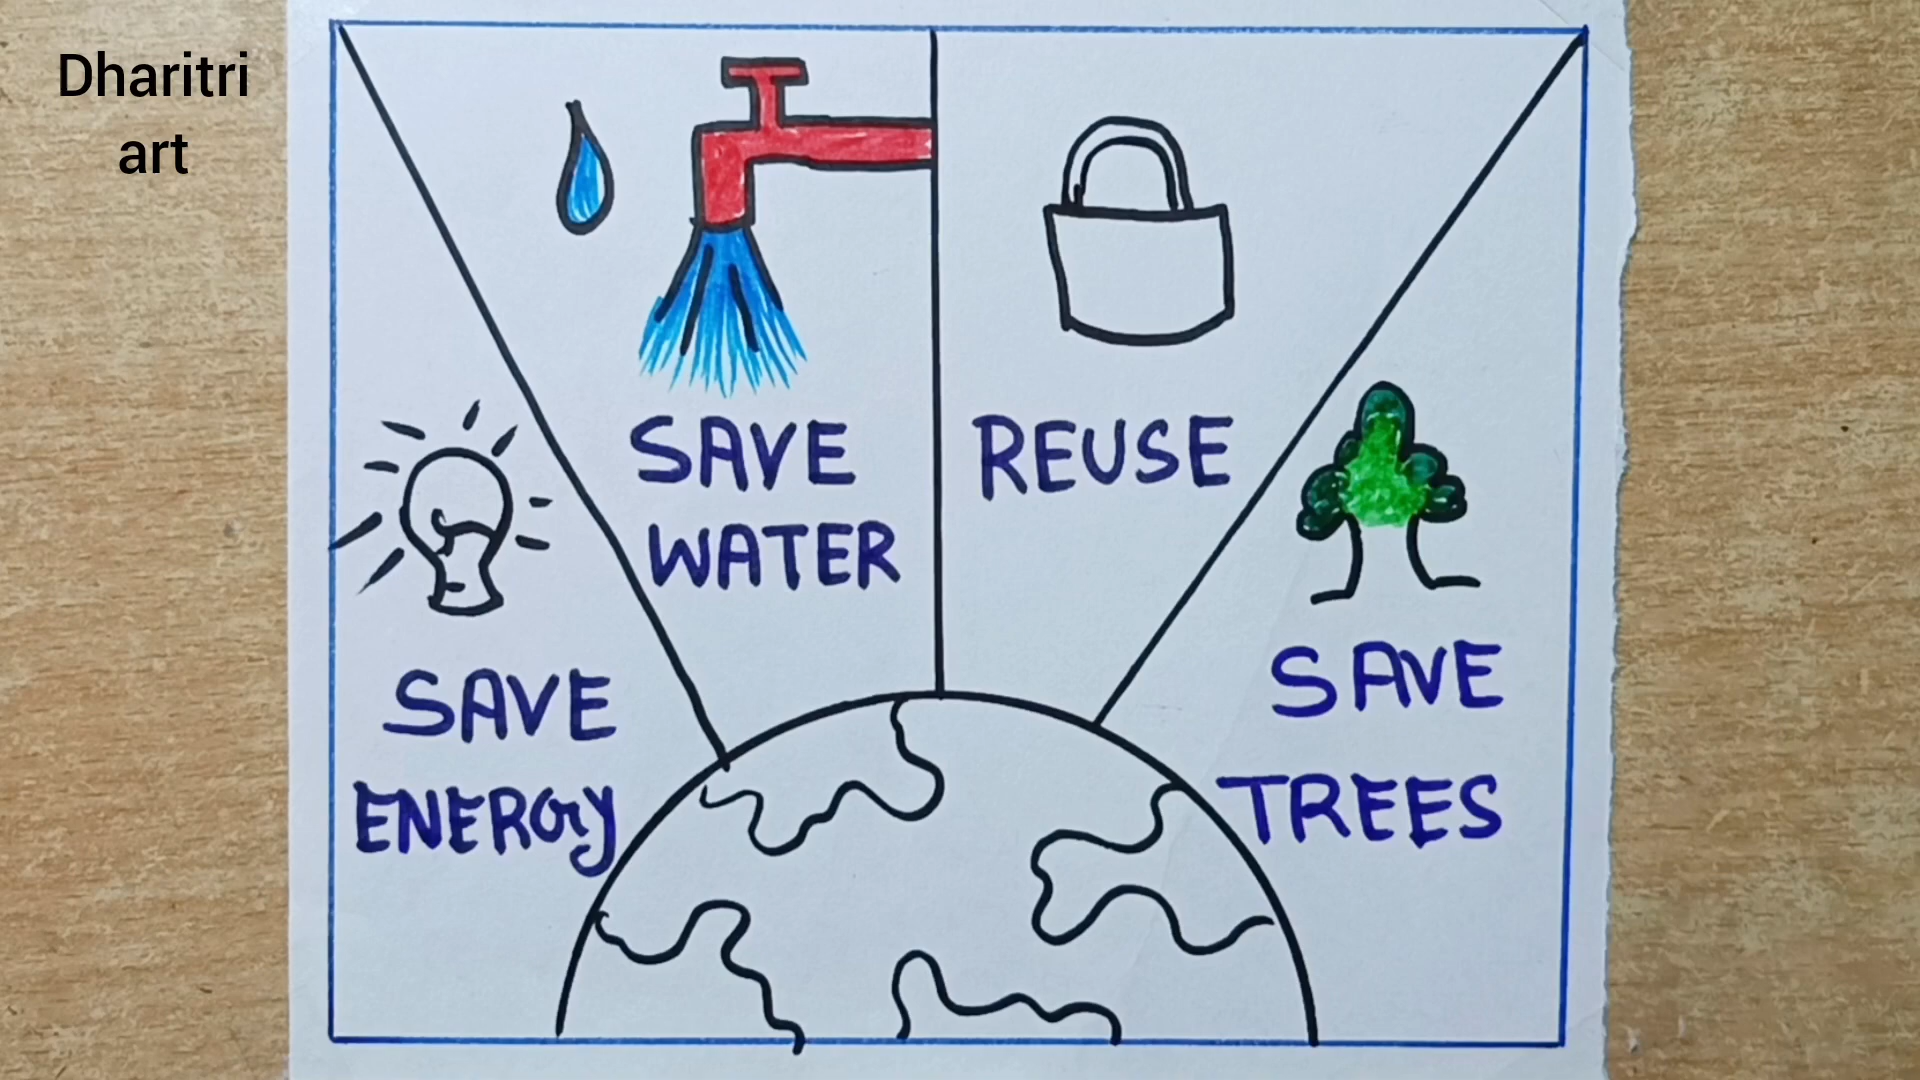 Dharitri
art
SAVE
WATER
REUSE
SAVE
ENERGY
SAVE
TREES